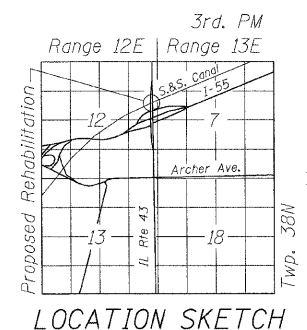 3rd. PM
Range 12E
Range 13E
S.&S. Canal
I-55
Proposed Rehabilitation
12
7
Archer Ave.
IL Rte 43
Twp. 38N
13
18
LOCATION SKETCH